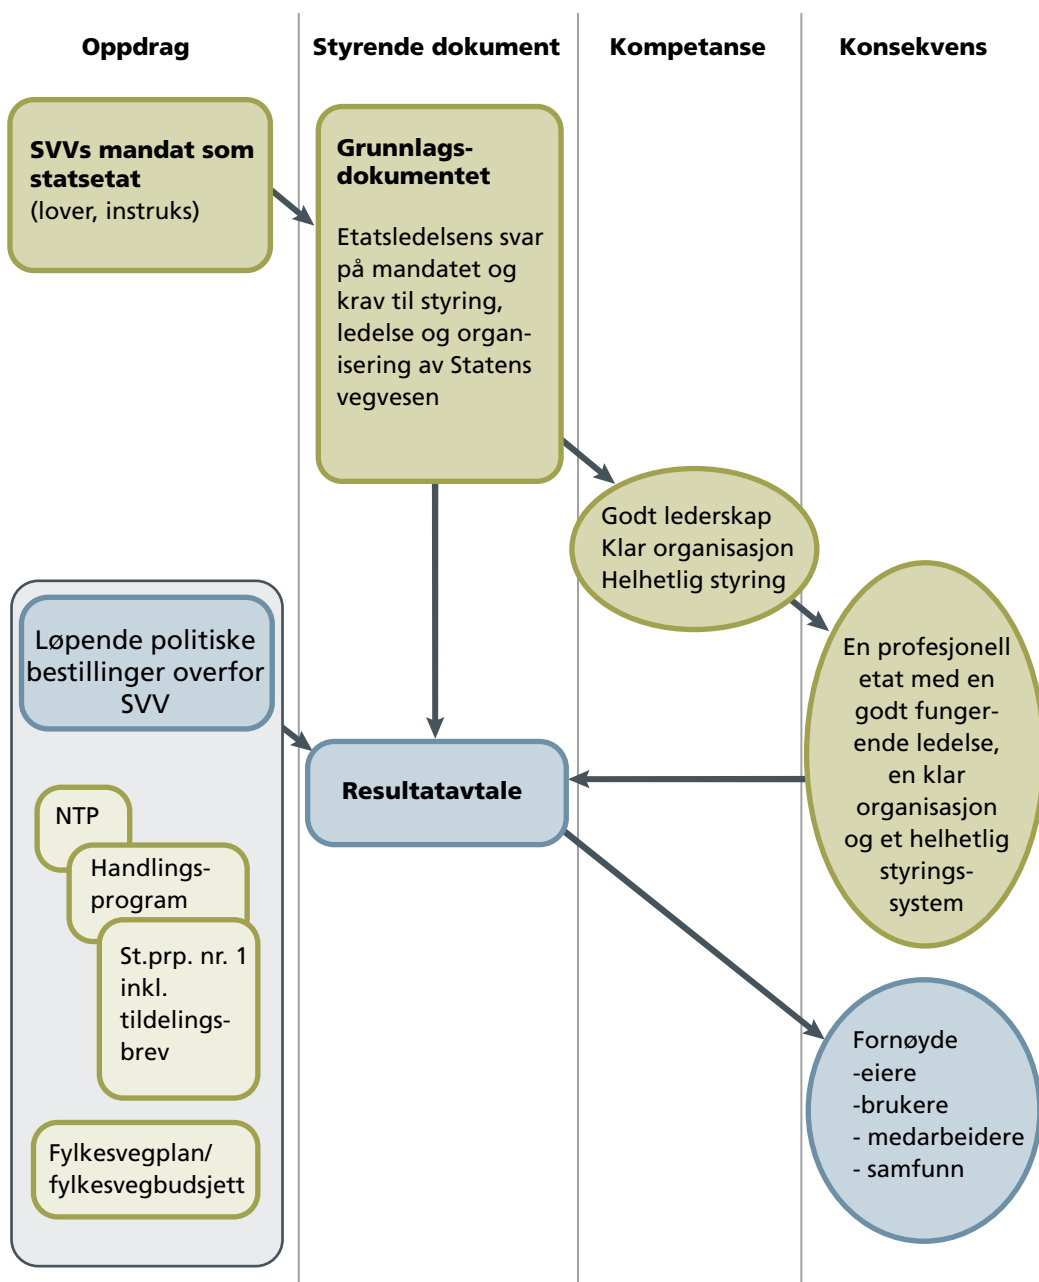 Oppdrag
Styrende dokument
Kompetanse
Konsekvens
SVVs mandat som
statsetat
(lover, instruks)
Grunnlags-
dokumentet
Etatsledelsens svar
på mandatet og
krav til styring,
ledelse og organ-
isering av Statens
vegvesen
Godt lederskap
Klar organisasjon
Helhetlig styring
En profesjonell
etat med en
godt funger-
ende ledelse,
en klar
organisasjon
og et helhetlig
styrings-
system
Løpende politiske
bestillinger overfor
SVV
NTP
Handlings-
program
St.prp. nr. 1
inkl.
tildelings-
brev
Fylkesvegplan/
fylkesvegbudsjett
Resultatavtale
Fornøyde
-eiere
-brukere
- medarbeidere
- samfunn